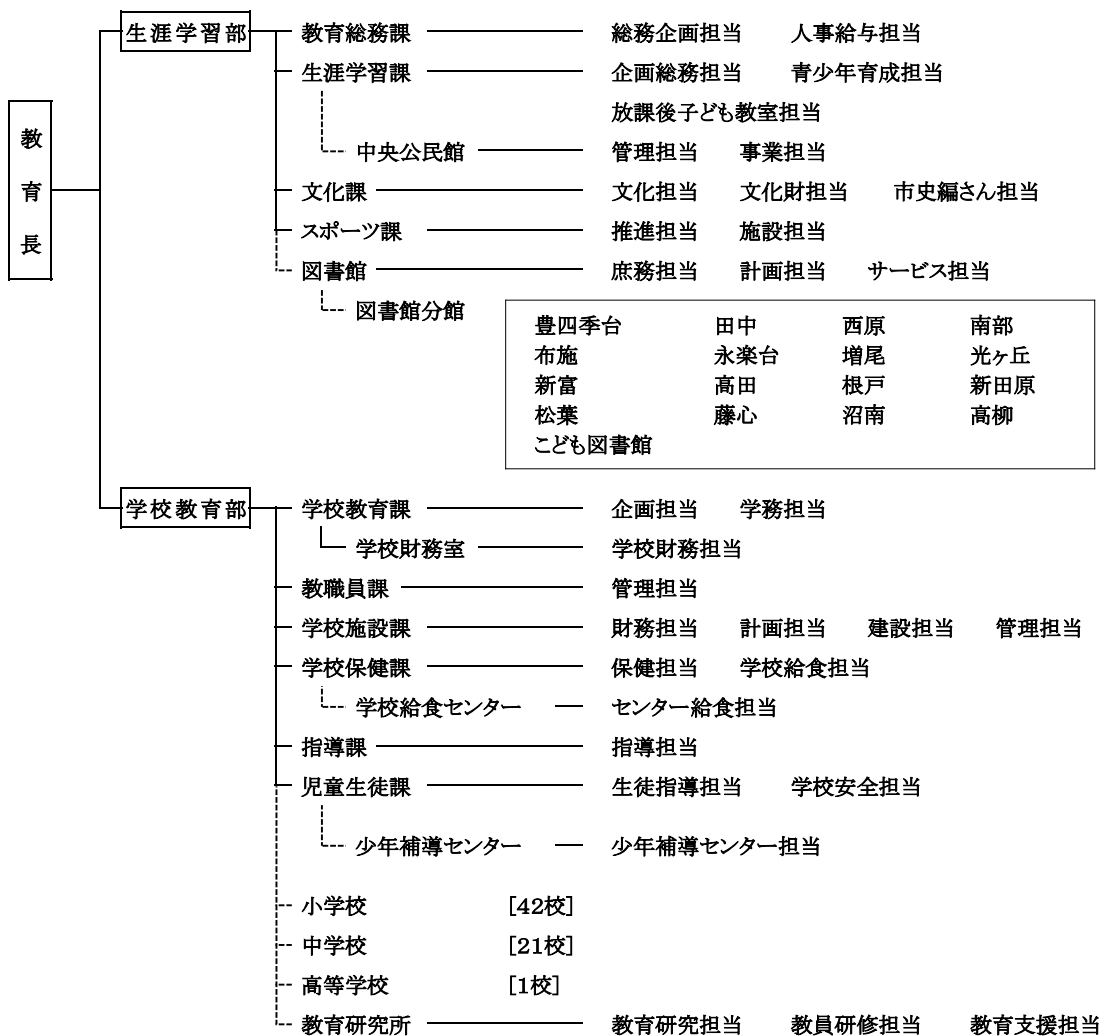 教育長
生涯学習部
教育総務課 総務企画担当 人事給与担当
生涯学習課 企画総務担当 青少年育成担当
放課後子ども教室担当
中央公民館 管理担当 事業担当
文化課 文化担当 文化財担当 市史編さん担当
スポーツ課 推進担当 施設担当
図書館 庶務担当 計画担当 サービス担当
図書館分館
豊四季台 田中 西原 南部
布施 永楽台 増尾 光ヶ丘
新富 高田 根戸 新田原
松葉 藤心 沼南 高柳
こども図書館
学校教育部
学校教育課 企画担当 学務担当
学校財務室 学校財務担当
教職員課 管理担当
学校施設課 財務担当 計画担当 建設担当 管理担当
学校保健課 保健担当 学校給食担当
学校給食センター センター給食担当
指導課 指導担当
児童生徒課 生徒指導担当 学校安全担当
少年補導センター 少年補導センター担当
小学校 [42校]
中学校 [21校]
高等学校 [1校]
教育研究所 教育研究担当 教員研修担当 教育支援担当